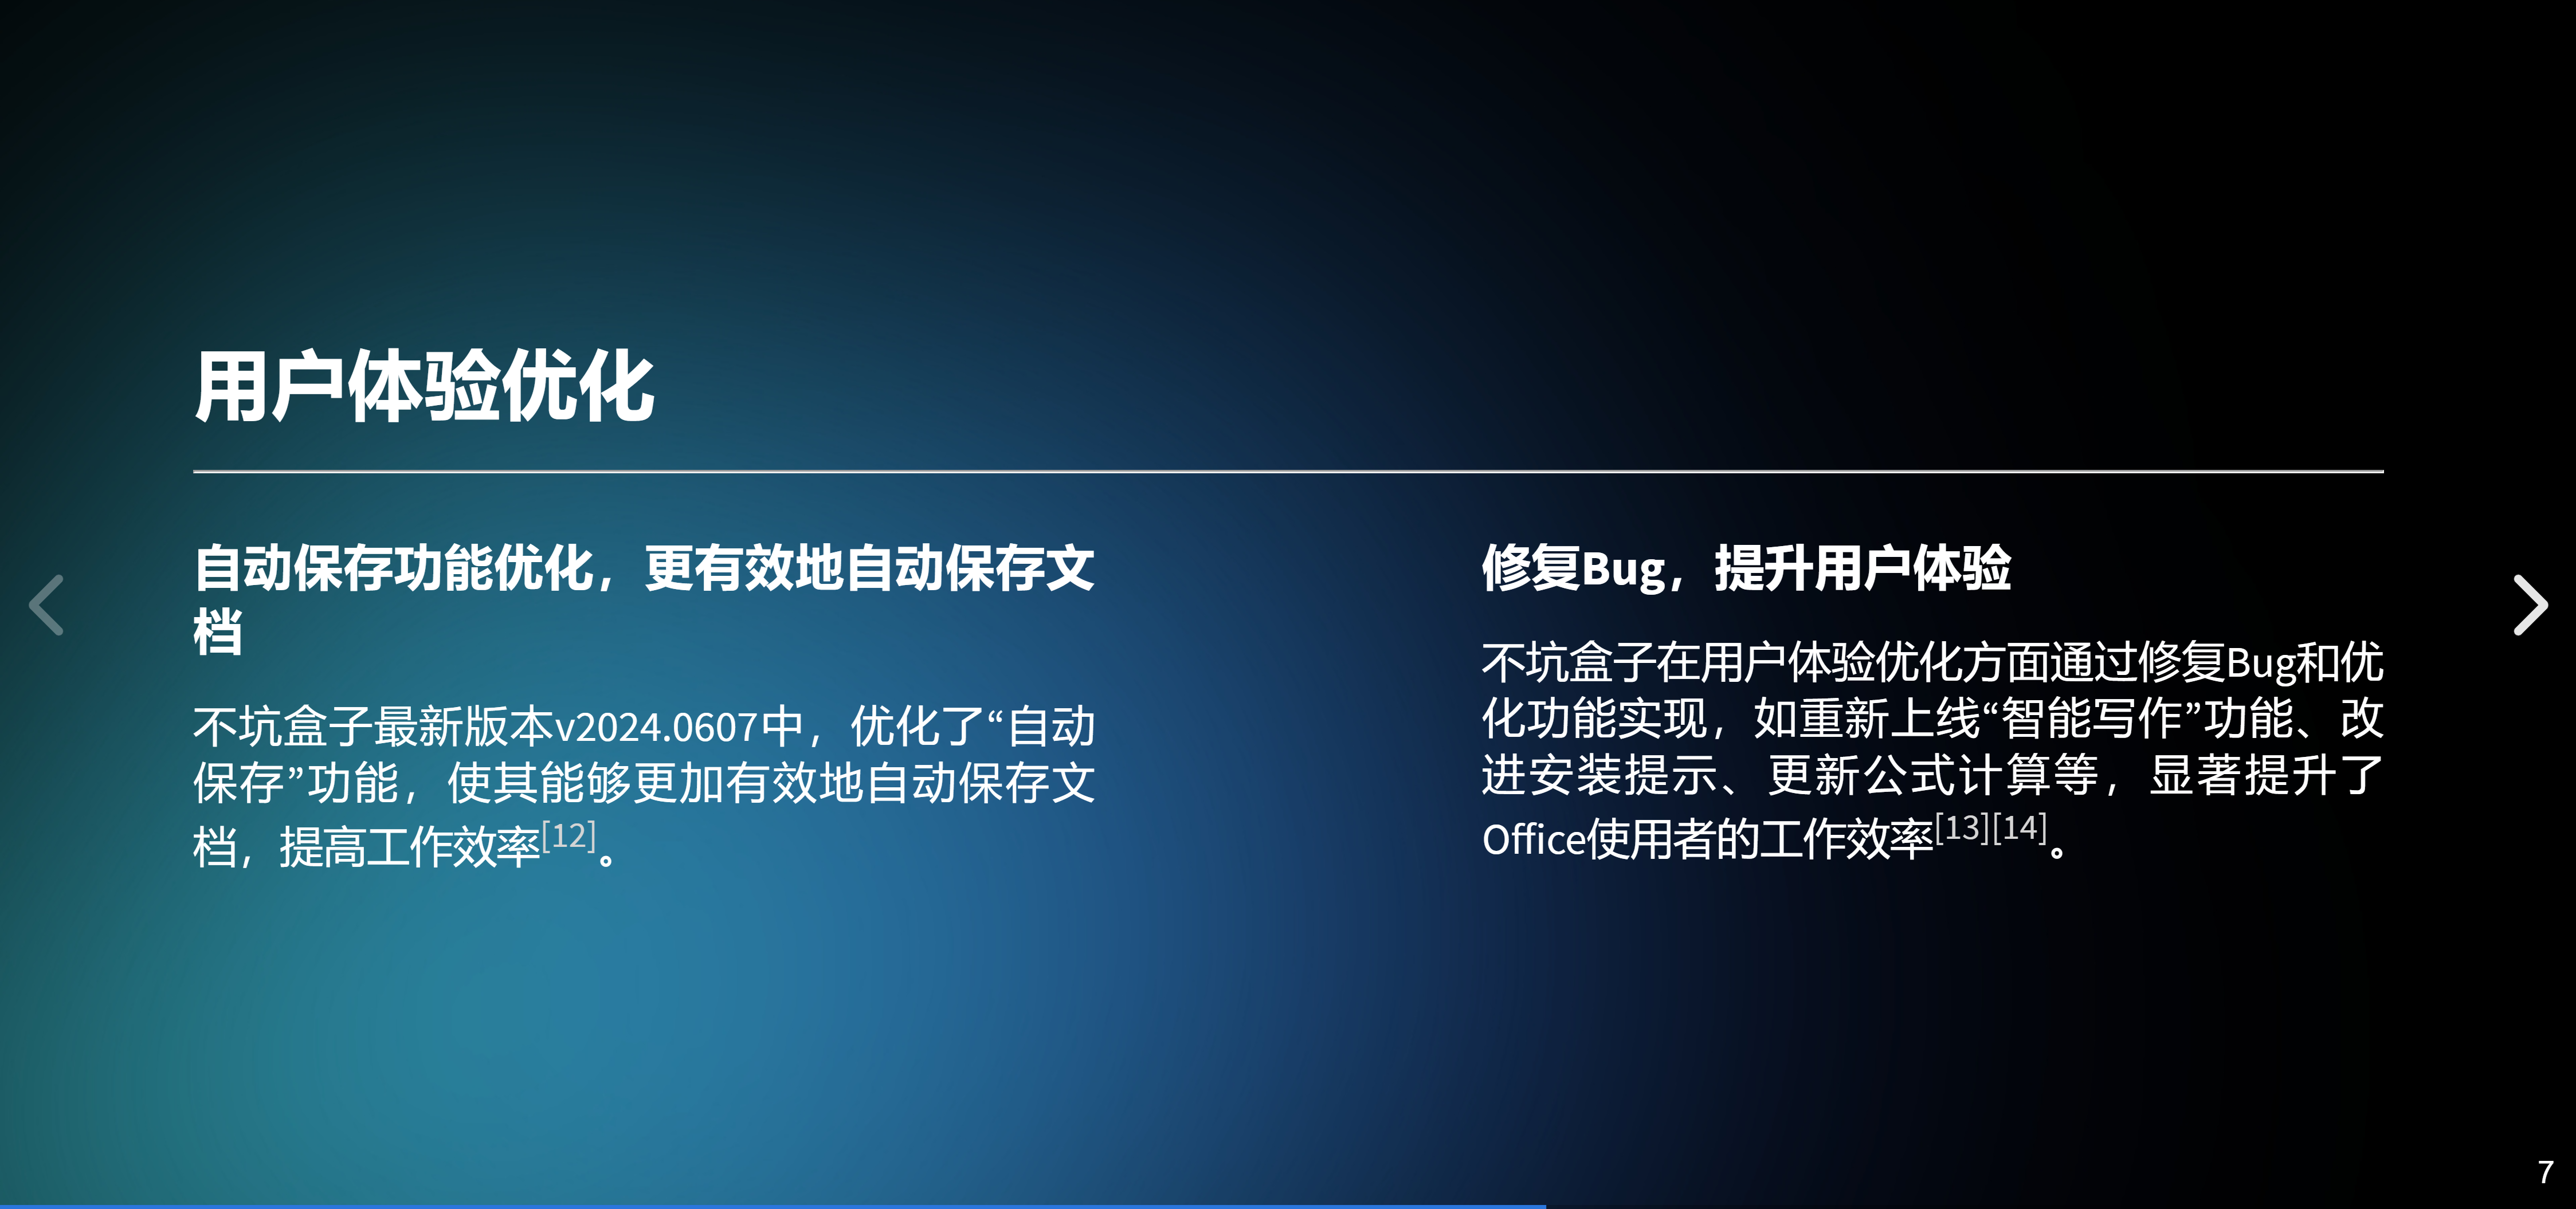 用户体验优化
自动保存功能优化，更有效地自动保存文
档
不坑盒子最新版本v2024.0607中，优化了“自动
保存”功能，使其能够更加有效地自动保存文
档，提高工作效率[12]。
修复Bug，提升用户体验
不坑盒子在用户体验优化方面通过修复Bug和优
化功能实现，如重新上线“智能写作”功能、改
进安装提示、更新公式计算等，显著提升了
Office使用者的工作效率[13][14]。
7